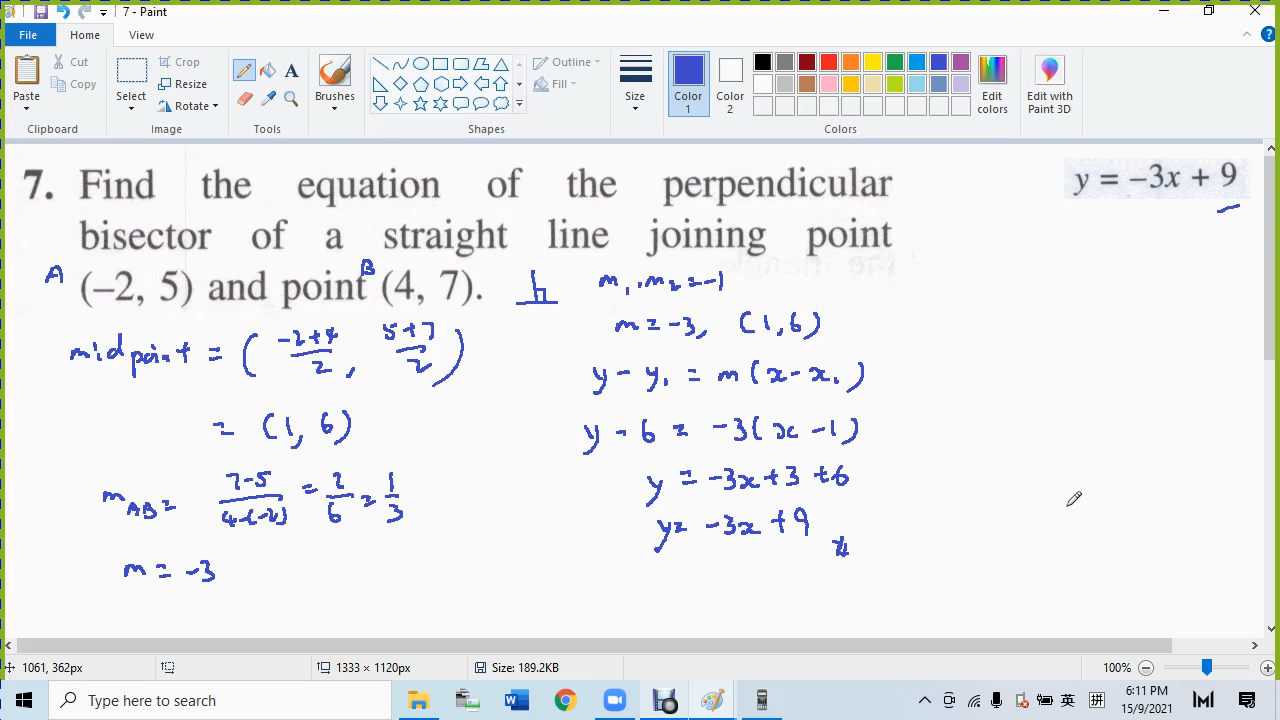 7 - Paint
File Home View
Paste Cut Copy Clipboard
Select Crop Resize Rotate Image
Tools
Brushes
Outline Fill Shapes
Size
Color 1 Color 2 Edit colors Colors
Edit with Paint 3D
7. Find the equation of the perpendicular
bisector of a straight line joining point
(−2, 5) and point (4, 7).
A B
y = −3x + 9
midpoint = ( -2+4/2 , 5+7/2 )
= (1, 6)
m AB = 7-5/4-(-2) = 2/6 = 1/3
m = -3
m₁ . m₂ = -1
m = -3, (1,6)
y - y₁ = m(x - x₁)
y - 6 = -3(x - 1)
y = -3x + 3 + 6
y = -3x + 9
1061, 362px 1333 × 1120px Size: 189.2KB 100%
Type here to search
英 拼 6:11 PM
15/9/2021